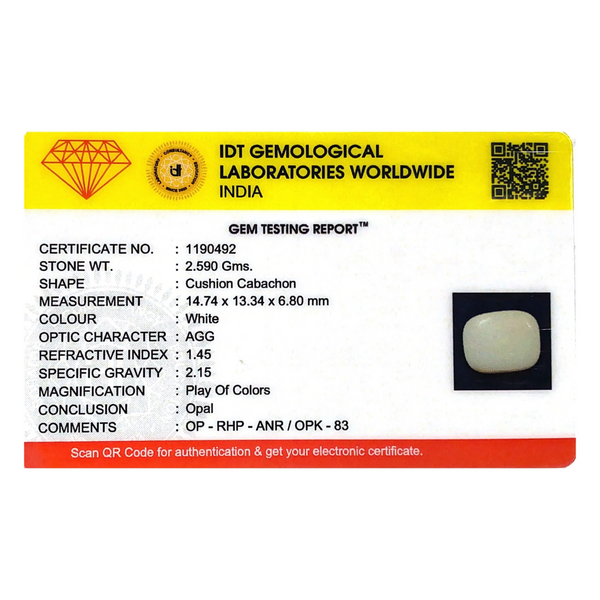 IDT GEMOLOGICAL
LABORATORIES WORLDWIDE
INDIA
GEM TESTING REPORT™
CERTIFICATE NO. : 1190492
STONE WT. : 2.590 Gms.
SHAPE : Cushion Cabachon
MEASUREMENT : 14.74 x 13.34 x 6.80 mm
COLOUR : White
OPTIC CHARACTER : AGG
REFRACTIVE INDEX : 1.45
SPECIFIC GRAVITY : 2.15
MAGNIFICATION : Play Of Colors
CONCLUSION : Opal
COMMENTS : OP - RHP - ANR / OPK - 83
Scan QR Code for authentication & get your electronic certificate.